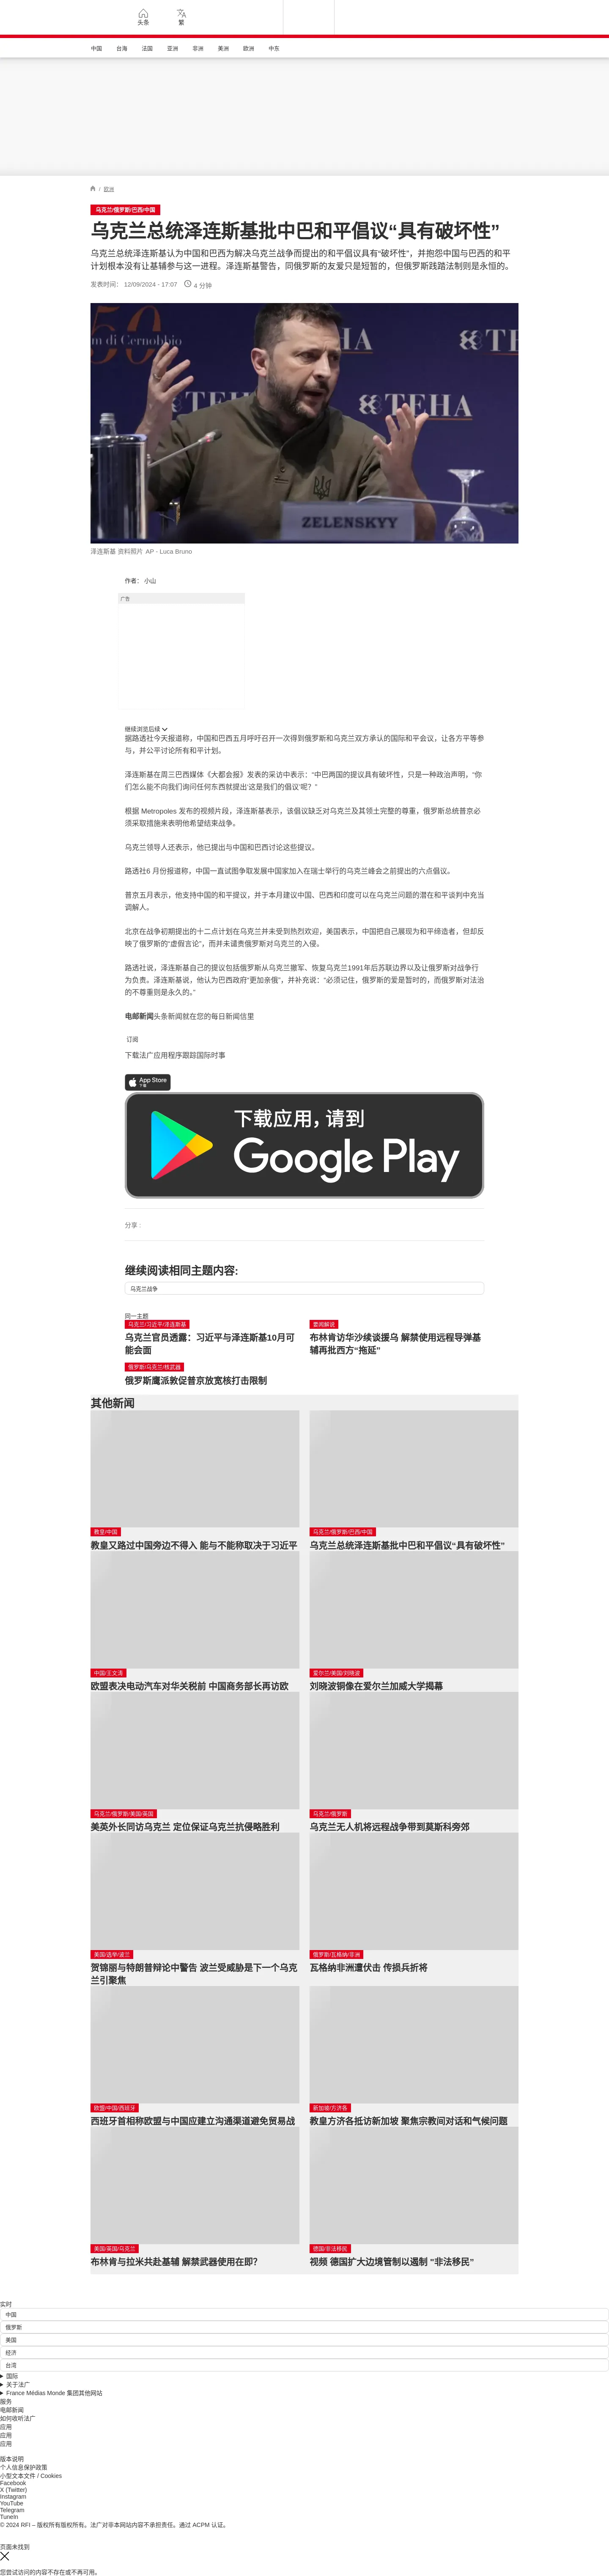 头条
繁
中国
台海
法国
亚洲
非洲
美洲
欧洲
中东
/ 欧洲
乌克兰/俄罗斯/巴西/中国
乌克兰总统泽连斯基批中巴和平倡议“具有破坏性”
乌克兰总统泽连斯基认为中国和巴西为解决乌克兰战争而提出的和平倡议具有“破坏性”，并抱怨中国与巴西的和平
计划根本没有让基辅参与这一进程。泽连斯基警告，同俄罗斯的友爱只是短暂的，但俄罗斯践踏法制则是永恒的。
发表时间： 12/09/2024 - 17:07
4 分钟
50
m di Cernobbio
TEHA
TEHA
TEHA
ZELENSKYY
泽连斯基 资料照片 AP - Luca Bruno
作者： 小山
广告
继续浏览后续
据路透社今天报道称，中国和巴西五月呼吁召开一次得到俄罗斯和乌克兰双方承认的国际和平会议，让各方平等参
与，并公平讨论所有和平计划。
泽连斯基在周三巴西媒体《大都会报》发表的采访中表示：“中巴两国的提议具有破坏性，只是一种政治声明，“你
们怎么能不向我们询问任何东西就提出‘这是我们的倡议’呢？”
根据 Metropoles 发布的视频片段，泽连斯基表示，该倡议缺乏对乌克兰及其领土完整的尊重，俄罗斯总统普京必
须采取措施来表明他希望结束战争。
乌克兰领导人还表示，他已提出与中国和巴西讨论这些提议。
路透社6 月份报道称，中国一直试图争取发展中国家加入在瑞士举行的乌克兰峰会之前提出的六点倡议。
普京五月表示，他支持中国的和平提议，并于本月建议中国、巴西和印度可以在乌克兰问题的潜在和平谈判中充当
调解人。
北京在战争初期提出的十二点计划在乌克兰并未受到热烈欢迎，美国表示，中国把自己展现为和平缔造者，但却反
映了俄罗斯的“虚假言论”，而并未谴责俄罗斯对乌克兰的入侵。
路透社说，泽连斯基自己的提议包括俄罗斯从乌克兰撤军、恢复乌克兰1991年后苏联边界以及让俄罗斯对战争行
为负责。泽连斯基说，他认为巴西政府“更加亲俄”，并补充说：“必须记住，俄罗斯的爱是暂时的，而俄罗斯对法治
的不尊重则是永久的。”
电邮新闻头条新闻就在您的每日新闻信里
订阅
下载法广应用程序跟踪国际时事
App Store
下载
下载应用，请到
Google Play
分享 :
继续阅读相同主题内容:
乌克兰战争
同一主题
乌克兰/习近平/泽连斯基
乌克兰官员透露：习近平与泽连斯基10月可
能会面
要闻解说
布林肯访华沙续谈援乌 解禁使用远程导弹基
辅再批西方“拖延”
俄罗斯/乌克兰/核武器
俄罗斯鹰派敦促普京放宽核打击限制
其他新闻
教皇/中国
教皇又路过中国旁边不得入 能与不能称取决于习近平
乌克兰/俄罗斯/巴西/中国
乌克兰总统泽连斯基批中巴和平倡议“具有破坏性”
中国/王文涛
欧盟表决电动汽车对华关税前 中国商务部长再访欧
爱尔兰/美国/刘晓波
刘晓波铜像在爱尔兰加威大学揭幕
乌克兰/俄罗斯/美国/英国
美英外长同访乌克兰 定位保证乌克兰抗侵略胜利
乌克兰/俄罗斯
乌克兰无人机将远程战争带到莫斯科旁郊
美国/选举/波兰
贺锦丽与特朗普辩论中警告 波兰受威胁是下一个乌克
兰引聚焦
俄罗斯/瓦格纳/非洲
瓦格纳非洲遭伏击 传损兵折将
欧盟/中国/西班牙
西班牙首相称欧盟与中国应建立沟通渠道避免贸易战
新加坡/方济各
教皇方济各抵访新加坡 聚焦宗教间对话和气候问题
美国/英国/乌克兰
布林肯与拉米共赴基辅 解禁武器使用在即？
德国/非法移民
视频 德国扩大边境管制以遏制 "非法移民"
实时
中国
俄罗斯
美国
经济
台湾
国际
关于法广
France Médias Monde 集团其他网站
服务
电邮新闻
如何收听法广
应用
应用
应用
版本说明
个人信息保护政策
小型文本文件 / Cookies
Facebook
X (Twitter)
Instagram
YouTube
Telegram
TuneIn
© 2024 RFI – 版权所有版权所有。法广对非本网站内容不承担责任。通过 ACPM 认证。
页面未找到
您尝试访问的内容不存在或不再可用。